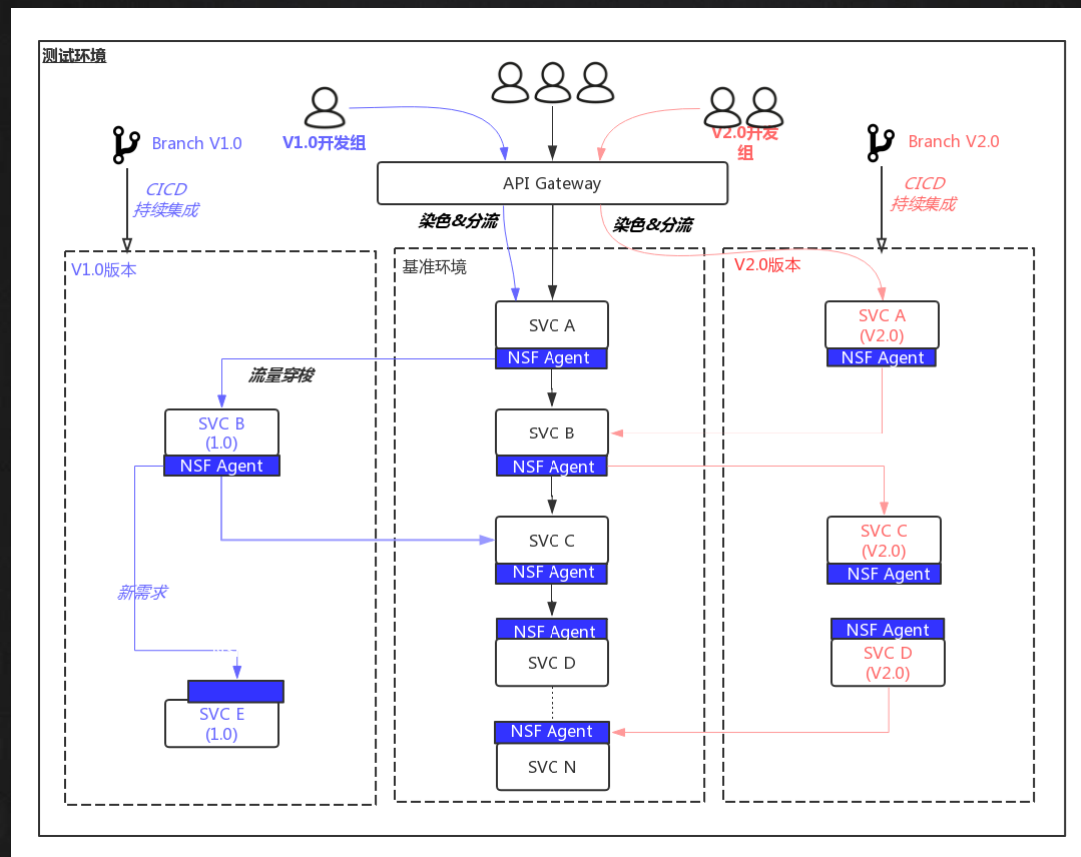 测试环境
V1.0开发组
V2.0开发
组
Branch V1.0
Branch V2.0
CICD
持续集成
CICD
持续集成
API Gateway
染色&分流
染色&分流
V1.0版本
基准环境
V2.0版本
SVC A
NSF Agent
SVC A
(V2.0)
NSF Agent
流量穿梭
SVC B
(1.0)
NSF Agent
SVC B
NSF Agent
SVC C
NSF Agent
SVC C
(V2.0)
NSF Agent
新需求
NSF Agent
SVC D
NSF Agent
SVC D
(V2.0)
SVC E
(1.0)
NSF Agent
SVC N